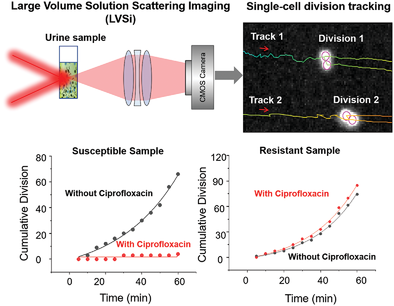 Large Volume Solution Scattering Imaging
(LVSi)
Single-cell division tracking
Urine sample
CMOS Camera
Track 1
Division 1
Track 2
Division 2
Susceptible Sample
Cumulative Division
80
60
40
20
0
Without Ciprofloxacin
With Ciprofloxacin
0
20
40
60
Time (min)
Resistant Sample
Cumulative Division
120
90
60
30
0
With Ciprofloxacin
Without Ciprofloxacin
0
20
40
60
Time (min)